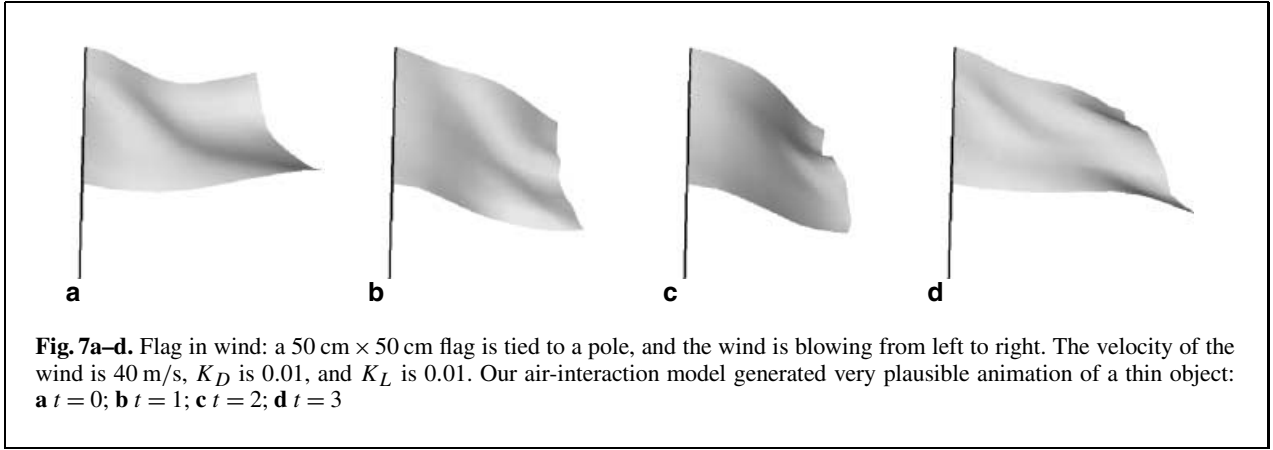 a
b
c
d
Fig. 7a–d. Flag in wind: a 50 cm × 50 cm flag is tied to a pole, and the wind is blowing from left to right. The velocity of the
wind is 40 m/s, K_D is 0.01, and K_L is 0.01. Our air-interaction model generated very plausible animation of a thin object:
a t = 0; b t = 1; c t = 2; d t = 3